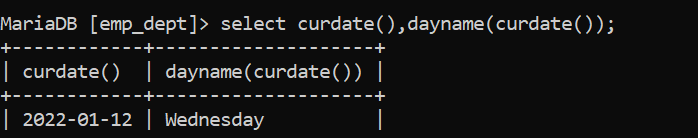 MariaDB [emp_dept]> select curdate(),dayname(curdate());
+------------+--------------------+
| curdate()  | dayname(curdate()) |
+------------+--------------------+
| 2022-01-12 | Wednesday          |